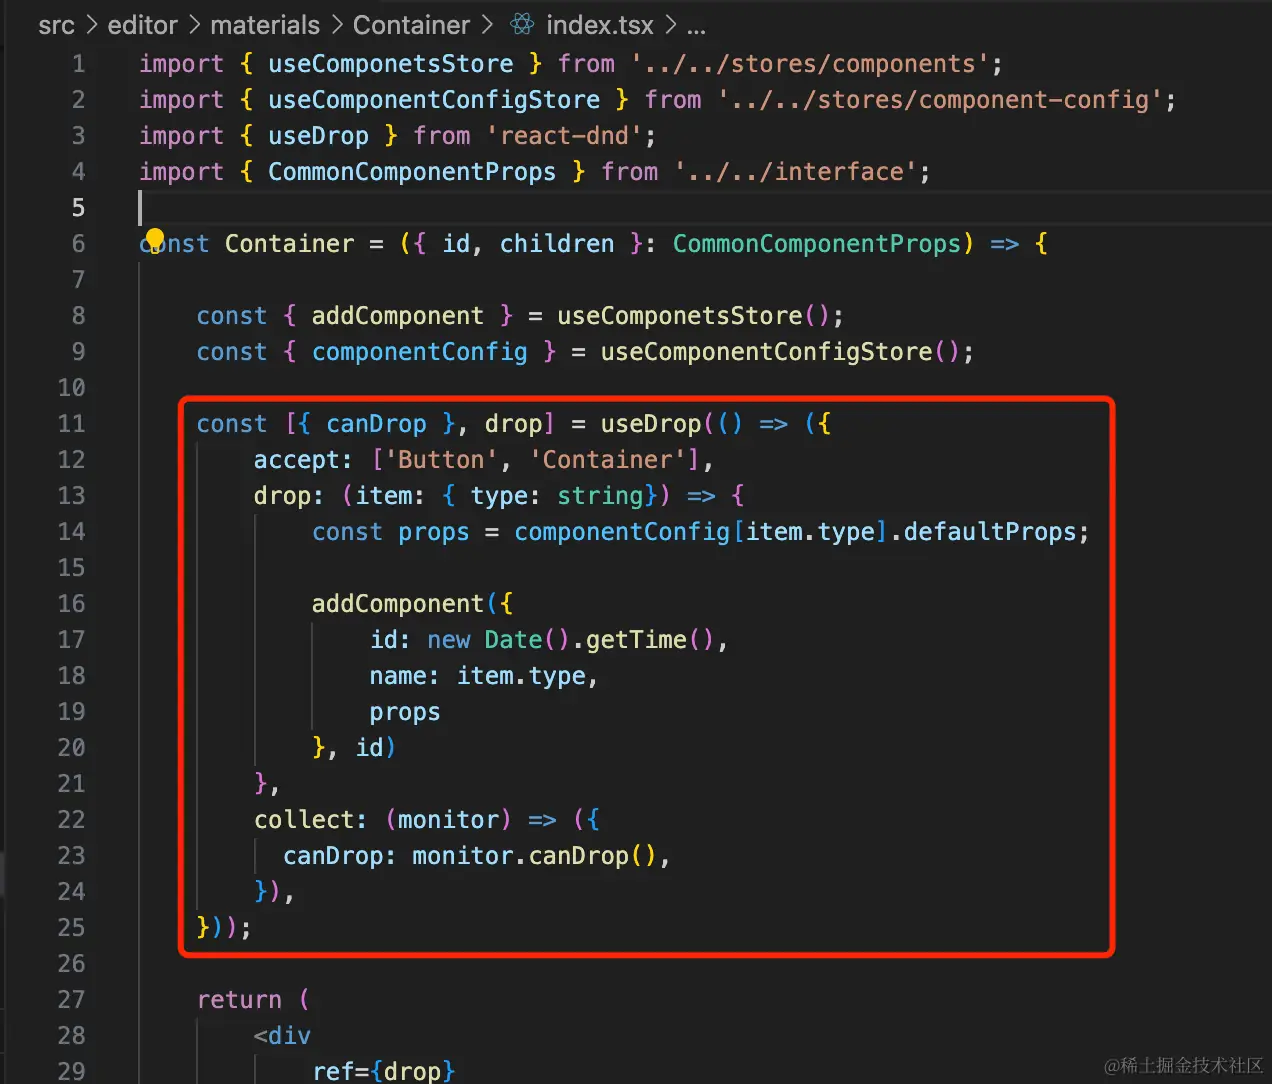 src > editor > materials > Container > index.tsx > ...
1 import { useComponetsStore } from '../../stores/components';
2 import { useComponentConfigStore } from '../../stores/component-config';
3 import { useDrop } from 'react-dnd';
4 import { CommonComponentProps } from '../../interface';
5
6 const Container = ({ id, children }: CommonComponentProps) => {
7
8 const { addComponent } = useComponetsStore();
9 const { componentConfig } = useComponentConfigStore();
10
11 const [{ canDrop }, drop] = useDrop(() => ({
12 accept: ['Button', 'Container'],
13 drop: (item: { type: string}) => {
14 const props = componentConfig[item.type].defaultProps;
15
16 addComponent({
17 id: new Date().getTime(),
18 name: item.type,
19 props
20 }, id)
21 },
22 collect: (monitor) => ({
23 canDrop: monitor.canDrop(),
24 }),
25 }));
26
27 return (
28 <div
29 ref={drop}
@稀土掘金技术社区